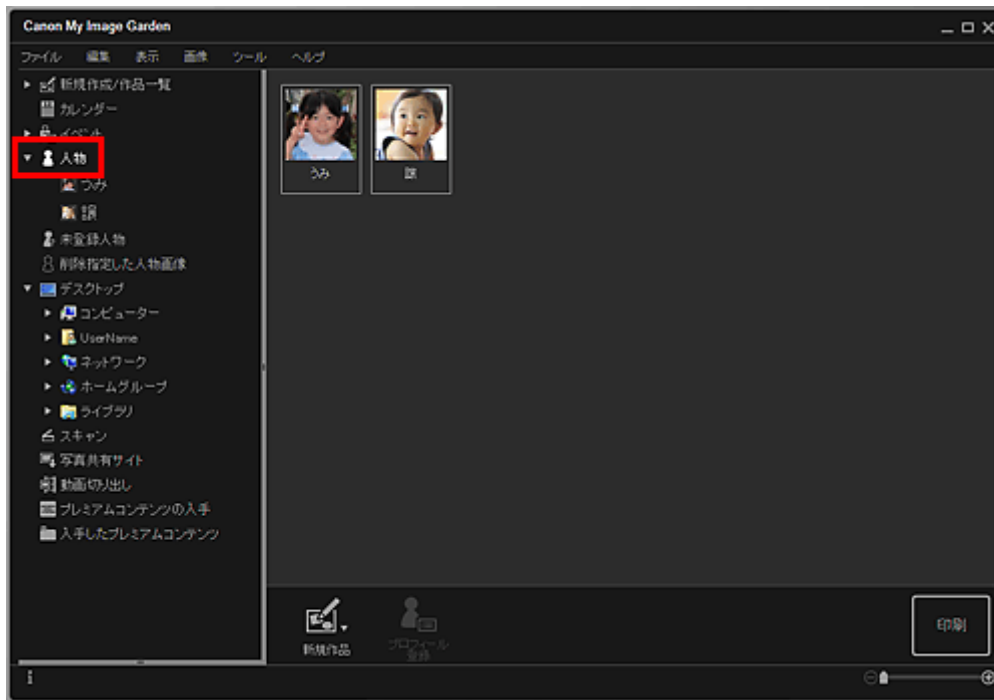 Canon My Image Garden
ファイル 編集 表示 画像 ツール ヘルプ
新規作成/作品一覧
カレンダー
イベント
人物
うみ
譲
未登録人物
削除指定した人物画像
デスクトップ
コンピューター
UserName
ネットワーク
ホームグループ
ライブラリ
スキャン
写真共有サイト
動画切り出し
プレミアムコンテンツの入手
入手したプレミアムコンテンツ
うみ 譲
新規作品
プロフィール
登録
印刷